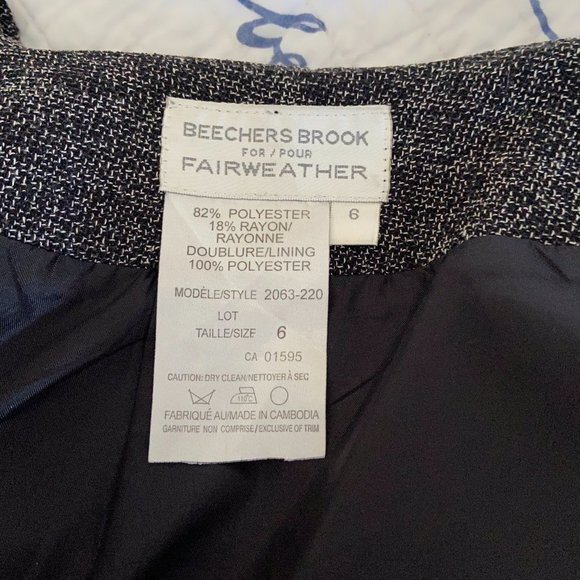 BEECHERS BROOK
FOR / POUR
FAIRWEATHER
6
82% POLYESTER
18% RAYON/
RAYONNE
DOUBLURE/LINING
100% POLYESTER
MODÈLE/STYLE 2063-220
LOT
TAILLE/SIZE 6
CA 01595
CAUTION: DRY CLEAN/NETTOYER À SEC
110°C
FABRIQUÉ AU/MADE IN CAMBODIA
GARNITURE NON COMPRISE/EXCLUSIVE OF TRIM